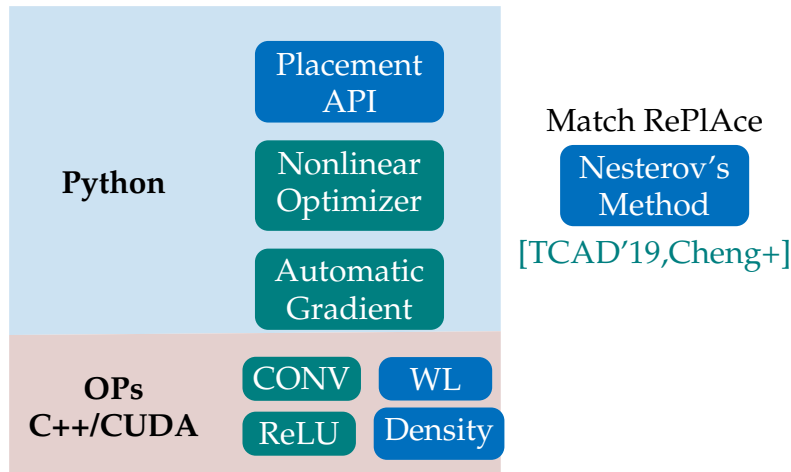 Placement
API
Python
Nonlinear
Optimizer
Automatic
Gradient
OPs
C++/CUDA
CONV
WL
ReLU
Density
Match RePlAce
Nesterov's
Method
[TCAD'19,Cheng+]